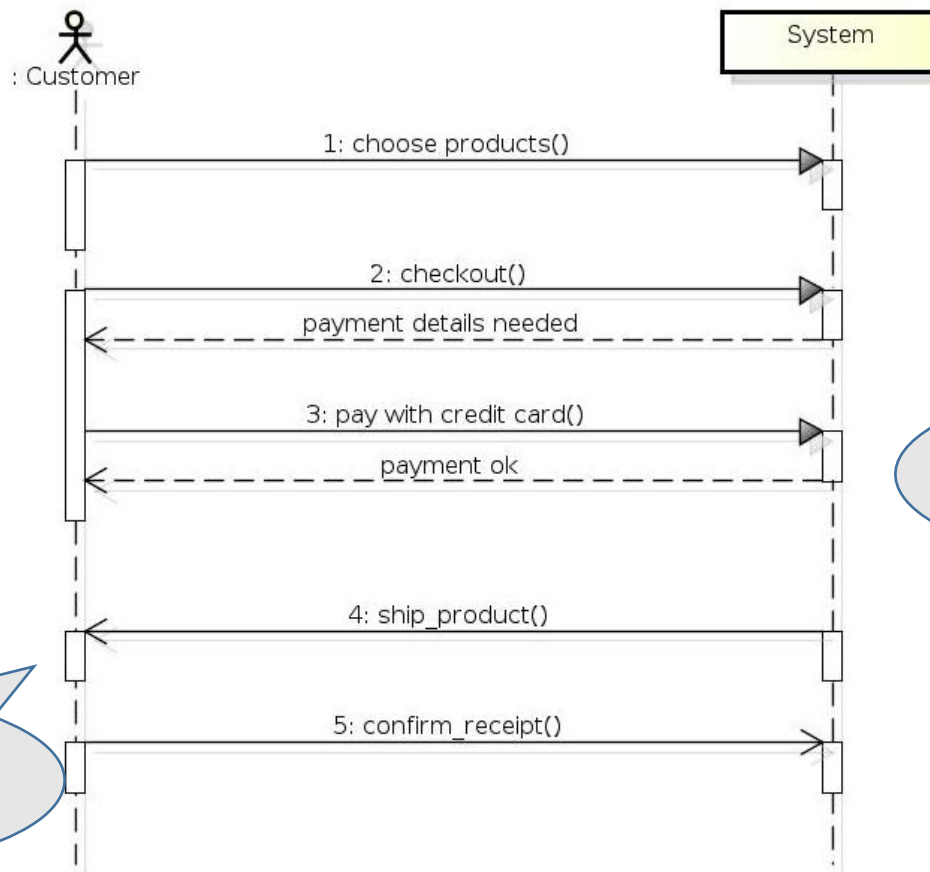 System
: Customer
1: choose products()
2: checkout()
payment details needed
3: pay with credit card()
payment ok
4: ship_product()
5: confirm_receipt()